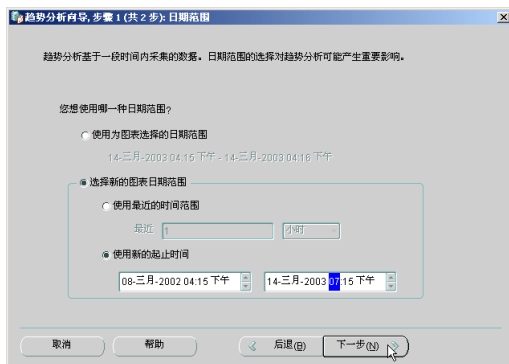 趋势分析向导, 步骤 1 (共 2 步): 日期范围
趋势分析基于一段时间内采集的数据。日期范围的选择对趋势分析可能产生重要影响。
您想使用哪一种日期范围?
使用为图表选择的日期范围
14-三月-2003 04:15 下午 - 14-三月-2003 04:16 下午
选择新的图表日期范围
使用最近的时间范围
最近 1 小时
使用新的起止时间
08-三月-2002 04:15 下午 14-三月-2003 07:15 下午
取消 帮助 后退(B) 下一步(N)